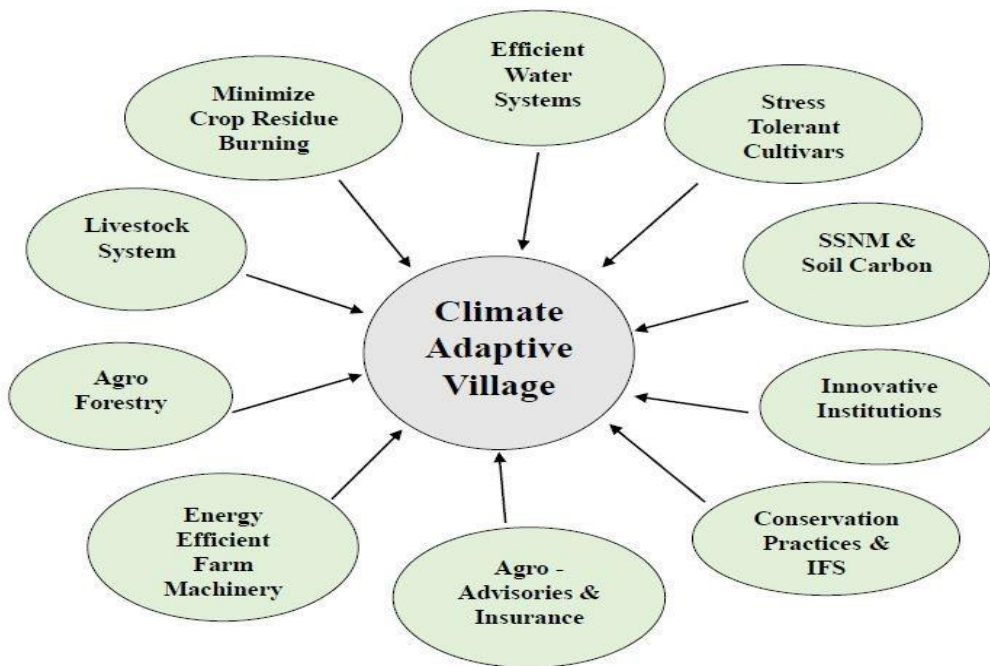 Efficient
Water
Systems
Minimize
Crop Residue
Burning
Stress
Tolerant
Cultivars
Livestock
System
SSNM &
Soil Carbon
Climate
Adaptive
Village
Agro
Forestry
Innovative
Institutions
Energy
Efficient
Farm
Machinery
Conservation
Practices &
IFS
Agro -
Advisories &
Insurance